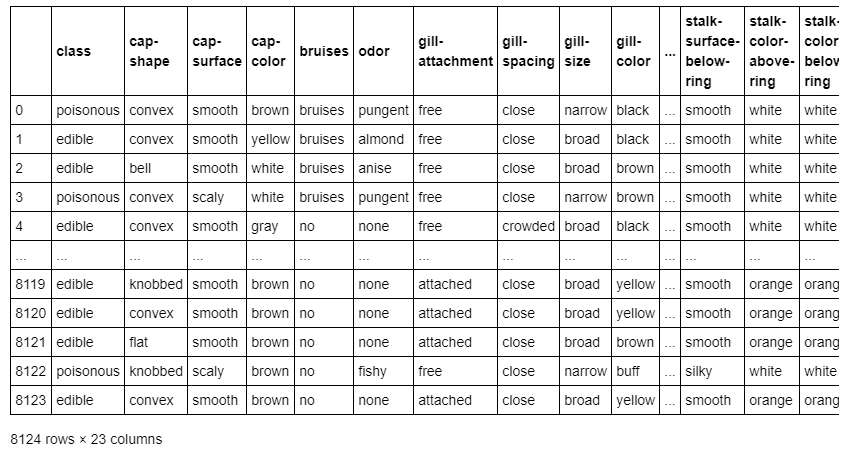 class cap-shape cap-surface cap-color bruises odor gill-attachment gill-spacing gill-size gill-color ... stalk-surface-below-ring stalk-color-above-ring stalk-color below ring
0 poisonous convex smooth brown bruises pungent free close narrow black ... smooth white white
1 edible convex smooth yellow bruises almond free close broad black ... smooth white white
2 edible bell smooth white bruises anise free close broad brown ... smooth white white
3 poisonous convex scaly white bruises pungent free close narrow brown ... smooth white white
4 edible convex smooth gray no none free crowded broad black ... smooth white white
... ... ... ... ... ... ... ... ... ... ... ... ... ...
8119 edible knobbed smooth brown no none attached close broad yellow ... smooth orange orang
8120 edible convex smooth brown no none attached close broad yellow ... smooth orange orang
8121 edible flat smooth brown no none attached close broad brown ... smooth orange orang
8122 poisonous knobbed scaly brown no fishy free close narrow buff ... silky white white
8123 edible convex smooth brown no none attached close broad yellow ... smooth orange orang
8124 rows × 23 columns